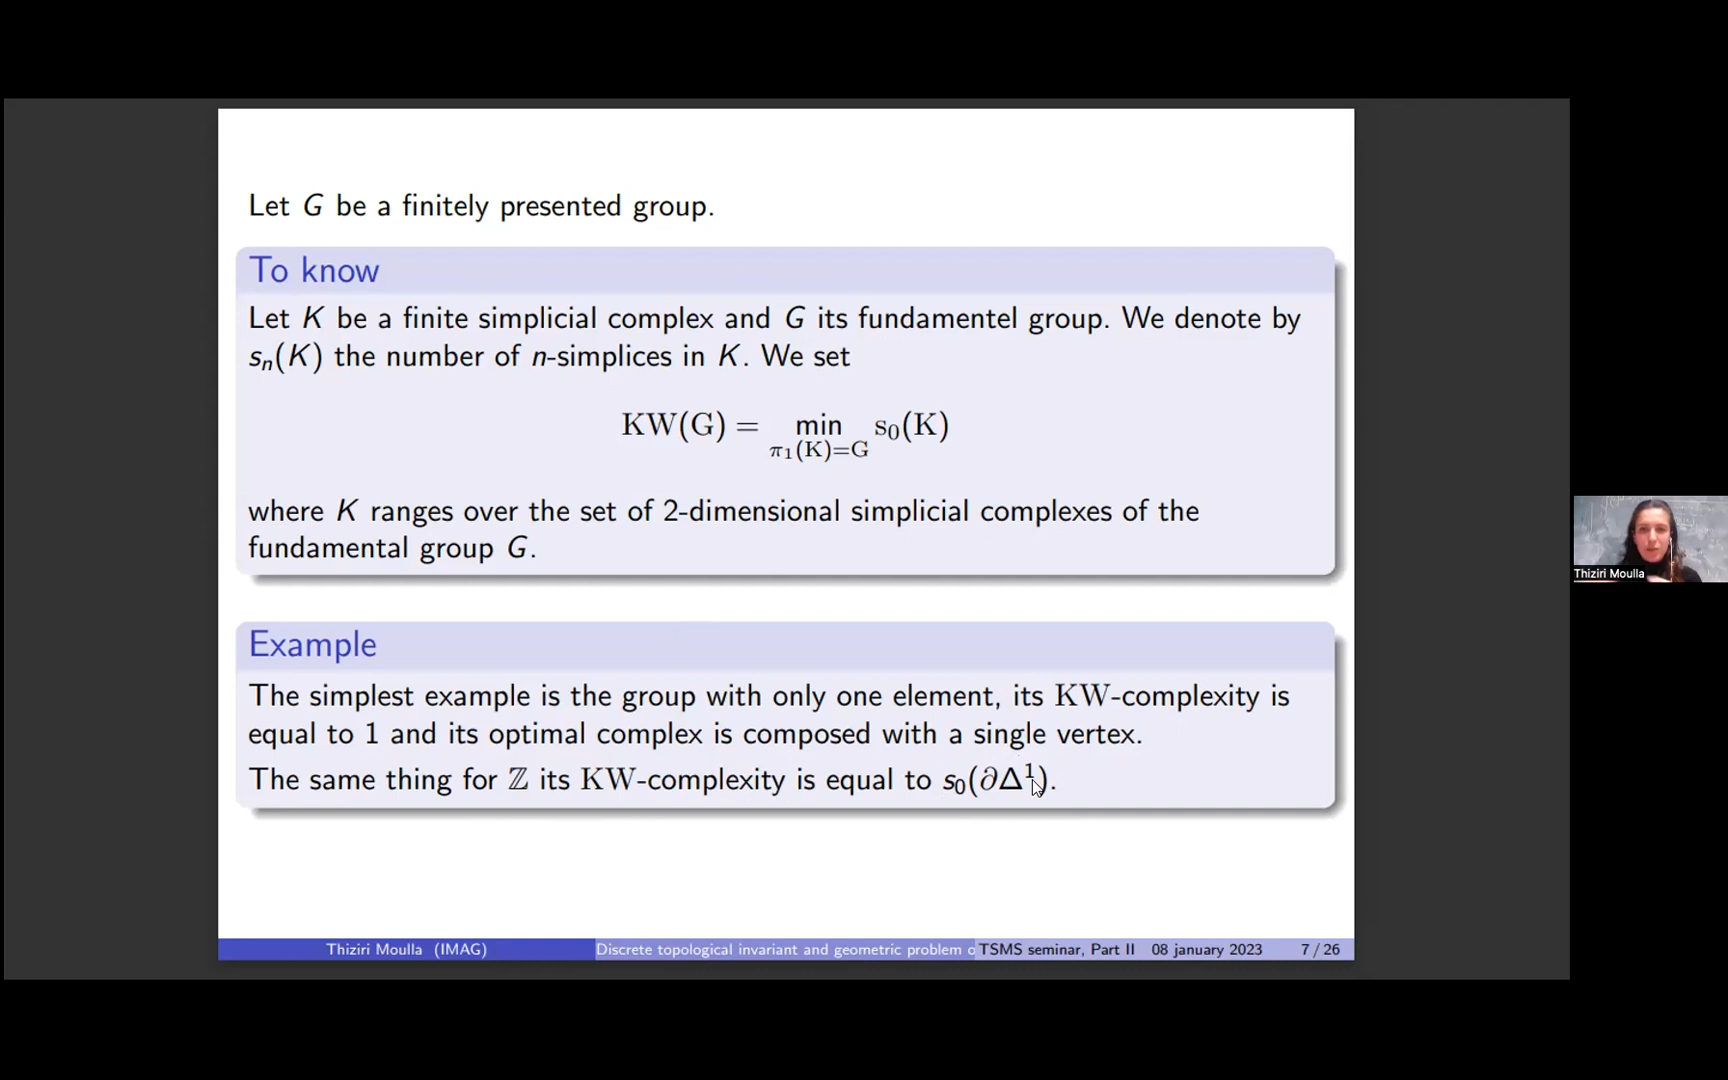 Let G be a finitely presented group.
To know
Let K be a finite simplicial complex and G its fundamentel group. We denote by
sₙ(K) the number of n-simplices in K. We set
KW(G) = min s₀(K)
π₁(K)=G
where K ranges over the set of 2-dimensional simplicial complexes of the
fundamental group G.
Example
The simplest example is the group with only one element, its KW-complexity is
equal to 1 and its optimal complex is composed with a single vertex.
The same thing for ℤ its KW-complexity is equal to s₀(∂Δ¹).
Thiziri Moulla
Thiziri Moulla (IMAG) Discrete topological invariant and geometric problem o TSMS seminar, Part II 08 january 2023 7 / 26